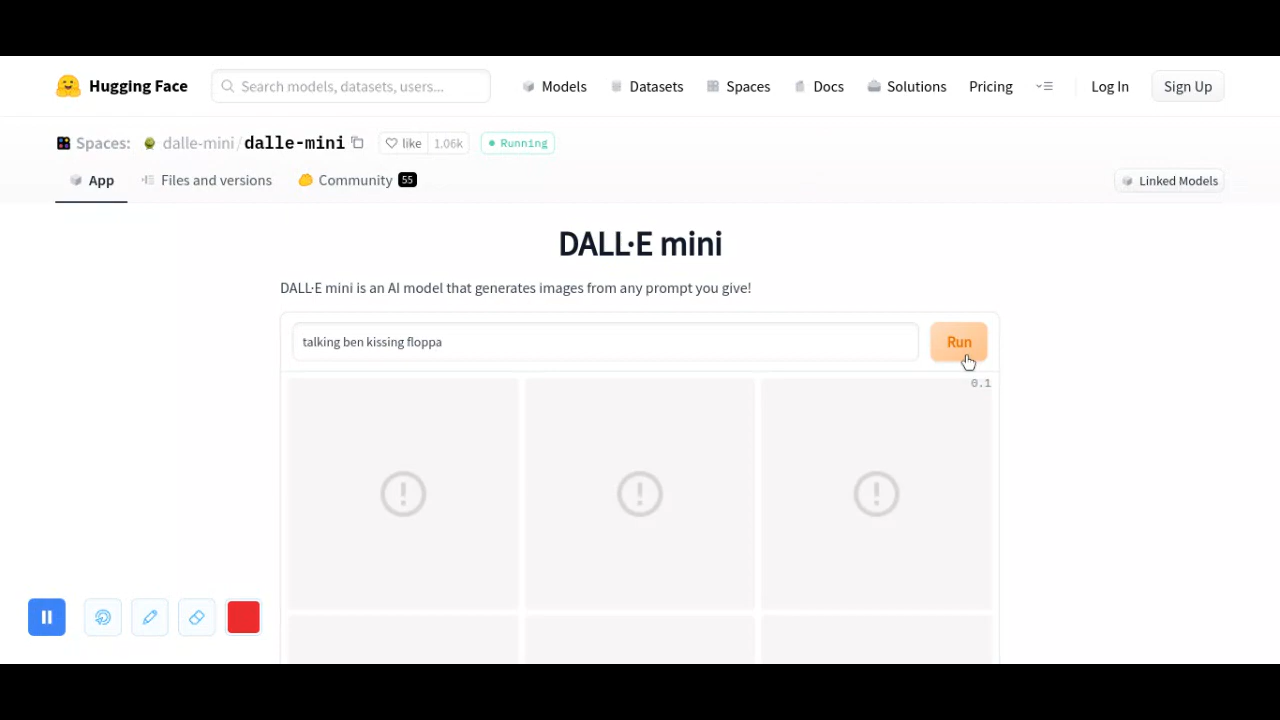 Hugging Face Search models, datasets, users... Models Datasets Spaces Docs Solutions Pricing Log In Sign Up
Spaces: dalle-mini/dalle-mini like 1.06k Running
App Files and versions Community 55 Linked Models
DALL·E mini
DALL·E mini is an AI model that generates images from any prompt you give!
talking ben kissing floppa Run
0.1